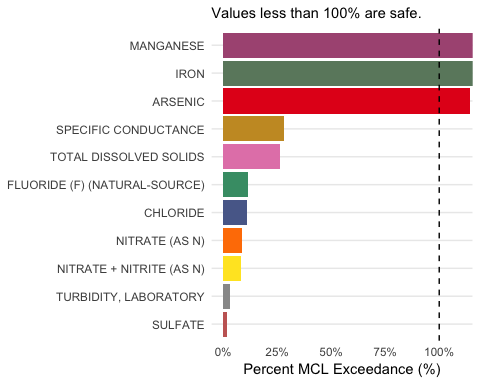 Values less than 100% are safe.
MANGANESE
IRON
ARSENIC
SPECIFIC CONDUCTANCE
TOTAL DISSOLVED SOLIDS
FLUORIDE (F) (NATURAL-SOURCE)
CHLORIDE
NITRATE (AS N)
NITRATE + NITRITE (AS N)
TURBIDITY, LABORATORY
SULFATE
0% 25% 50% 75% 100%
Percent MCL Exceedance (%)